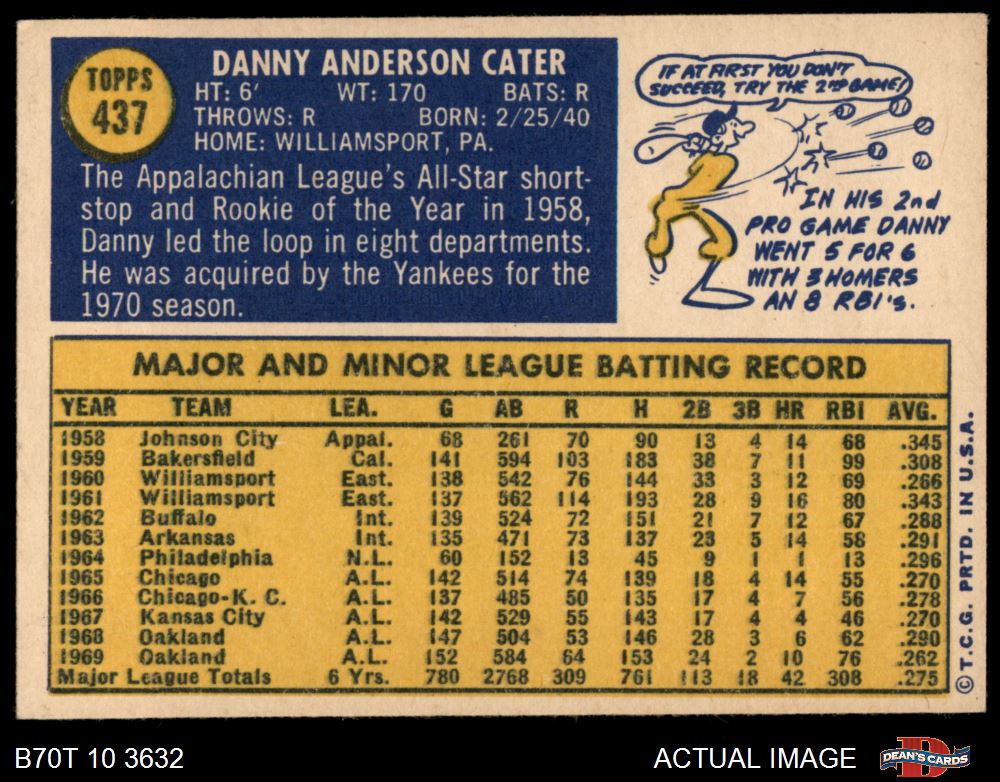 TOPPS
437
DANNY ANDERSON CATER
HT: 6' WT: 170 BATS: R
THROWS: R BORN: 2/25/40
HOME: WILLIAMSPORT, PA.
The Appalachian League's All-Star short-
stop and Rookie of the Year in 1958,
Danny led the loop in eight departments.
He was acquired by the Yankees for the
1970 season.
IF AT FIRST YOU DON'T
SUCCEED, TRY THE 2nd GAME!
IN HIS 2nd
PRO GAME DANNY
WENT 5 FOR 6
WITH 3 HOMERS
AN 8 RBI's.
MAJOR AND MINOR LEAGUE BATTING RECORD
YEAR TEAM LEA. G AB R H 2B 3B HR RBI AVG.
1958 Johnson City Appal. 68 261 70 90 13 4 14 68 .345
1959 Bakersfield Cal. 141 594 103 183 38 7 11 99 .308
1960 Williamsport East. 138 542 76 144 33 3 12 69 .266
1961 Williamsport East. 137 562 114 193 28 9 16 80 .343
1962 Buffalo Int. 139 524 72 151 21 7 12 67 .288
1963 Arkansas Int. 135 471 73 137 23 5 14 58 .291
1964 Philadelphia N.L. 60 152 13 45 9 1 1 13 .296
1965 Chicago A.L. 142 514 74 139 18 4 14 55 .270
1966 Chicago-K. C. A.L. 137 485 50 135 17 4 7 56 .278
1967 Kansas City A.L. 142 529 55 143 17 4 4 46 .270
1968 Oakland A.L. 147 504 53 146 28 3 6 62 .290
1969 Oakland A.L. 152 584 64 153 24 2 10 76 .262
Major League Totals 6 Yrs. 780 2768 309 761 113 18 42 308 .275
©T.C.G. PRTD. IN U.S.A.
B70T 10 3632
ACTUAL IMAGE
DEAN'S CARDS